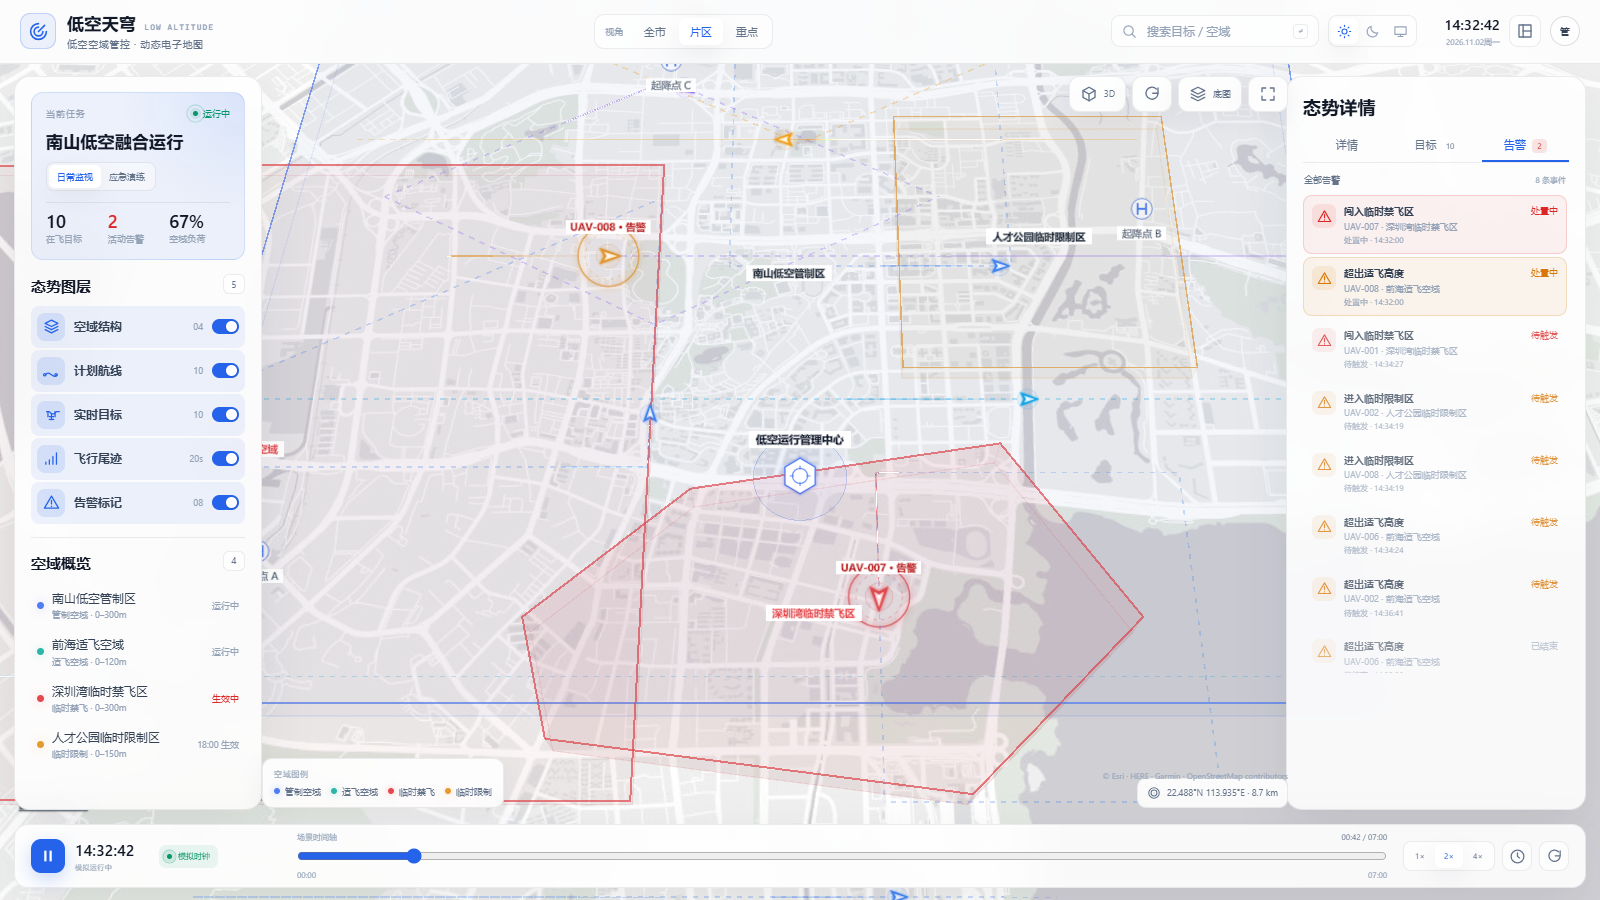 低空天穹 LOW ALTITUDE
低空空域管控 · 动态电子地图
视角 全市 片区 重点
搜索目标 / 空域
14:32:42
2026.11.02周一
管
当前任务
运行中
南山低空融合运行
日常监视 应急演练
10 2 67%
在飞目标 活动告警 空域负荷
态势图层 5
空域结构 04
计划航线 10
实时目标 10
飞行尾迹 20s
告警标记 08
空域概览 4
南山低空管制区
管制空域 · 0–300m
运行中
前海适飞空域
适飞空域 · 0–120m
运行中
深圳湾临时禁飞区
临时禁飞 · 0–300m
生效中
人才公园临时限制区
临时限制 · 0–150m
18:00 生效
起降点 C
3D
底图
UAV-008 • 告警
南山低空管制区
人才公园临时限制区
起降点 B
空域
低空运行管理中心
点 A
UAV-007 • 告警
深圳湾临时禁飞区
空域图例
管制空域 适飞空域 临时禁飞 临时限制
© Esri · HERE · Garmin · OpenStreetMap contributors
22.488°N 113.935°E · 8.7 km
态势详情
详情 目标 10 告警 2
全部告警 8 条事件
闯入临时禁飞区 处置中
UAV-007 · 深圳湾临时禁飞区
处置中 · 14:32:00
超出适飞高度 处置中
UAV-008 · 前海适飞空域
处置中 · 14:32:00
闯入临时禁飞区 待触发
UAV-001 · 深圳湾临时禁飞区
待触发 · 14:34:27
进入临时限制区 待触发
UAV-002 · 人才公园临时限制区
待触发 · 14:34:19
进入临时限制区 待触发
UAV-008 · 人才公园临时限制区
待触发 · 14:34:19
超出适飞高度 待触发
UAV-006 · 前海适飞空域
待触发 · 14:34:24
超出适飞高度 待触发
UAV-002 · 前海适飞空域
待触发 · 14:36:41
超出适飞高度 已结束
UAV-006 · 前海适飞空域
14:32:42
模拟运行中
模拟时钟
场景时间轴
00:42 / 07:00
00:00
07:00
1× 2× 4×